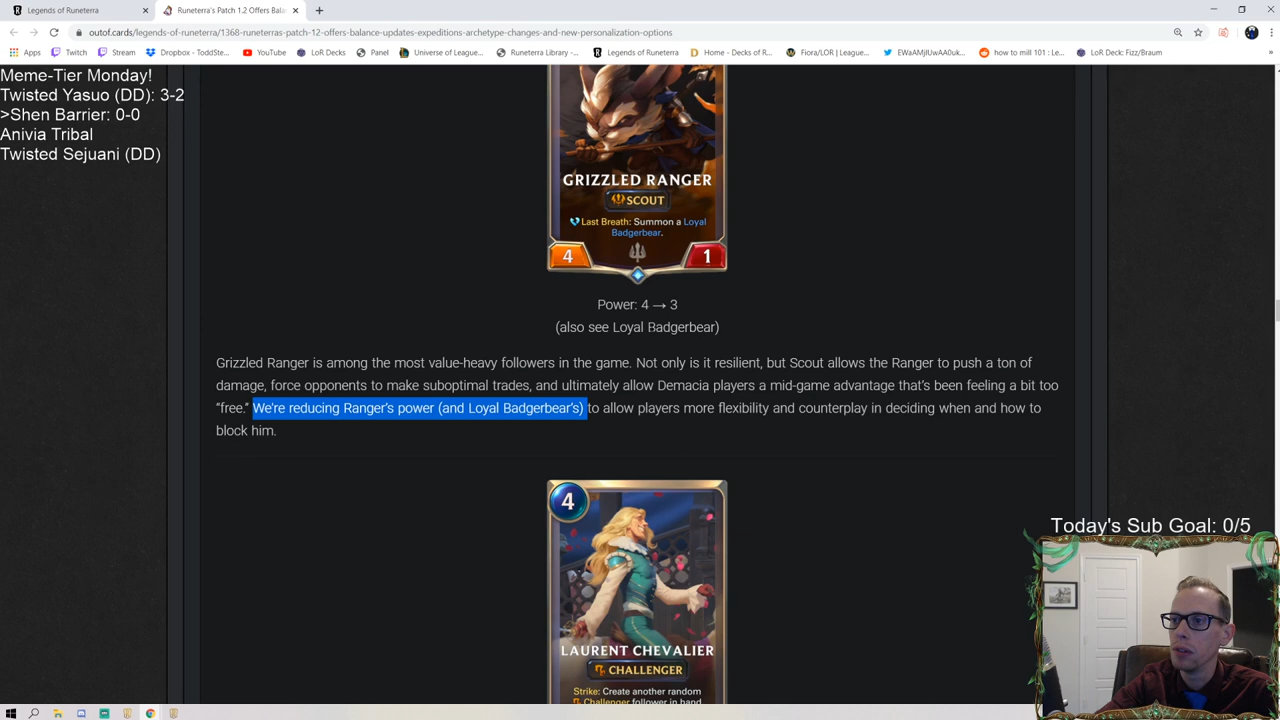 Legends of Runeterra
Runeterra's Patch 1.2 Offers Bala
outof.cards/legends-of-runeterra/1368-runeterras-patch-12-offers-balance-updates-expeditions-archetype-changes-and-new-personalization-options
Apps
Twitch
Stream
Dropbox - ToddSte...
YouTube
LoR Decks
Panel
Universe of League...
Runeterra Library -...
Legends of Runeterra
Home - Decks of R...
Fiora/LOR | League...
EWaAMjIUwAA0uk...
how to mill 101 : Le...
LoR Deck: Fizz/Braum
Meme-Tier Monday!
Twisted Yasuo (DD): 3-2
>Shen Barrier: 0-0
Anivia Tribal
Twisted Sejuani (DD)
GRIZZLED RANGER
SCOUT
Last Breath: Summon a Loyal
Badgerbear.
4
1
Power: 4 → 3
(also see Loyal Badgerbear)
Grizzled Ranger is among the most value-heavy followers in the game. Not only is it resilient, but Scout allows the Ranger to push a ton of
damage, force opponents to make suboptimal trades, and ultimately allow Demacia players a mid-game advantage that's been feeling a bit too
“free.” We're reducing Ranger's power (and Loyal Badgerbear's) to allow players more flexibility and counterplay in deciding when and how to
block him.
4
LAURENT CHEVALIER
CHALLENGER
Strike: Create another random
Challenger follower in hand
Today's Sub Goal: 0/5